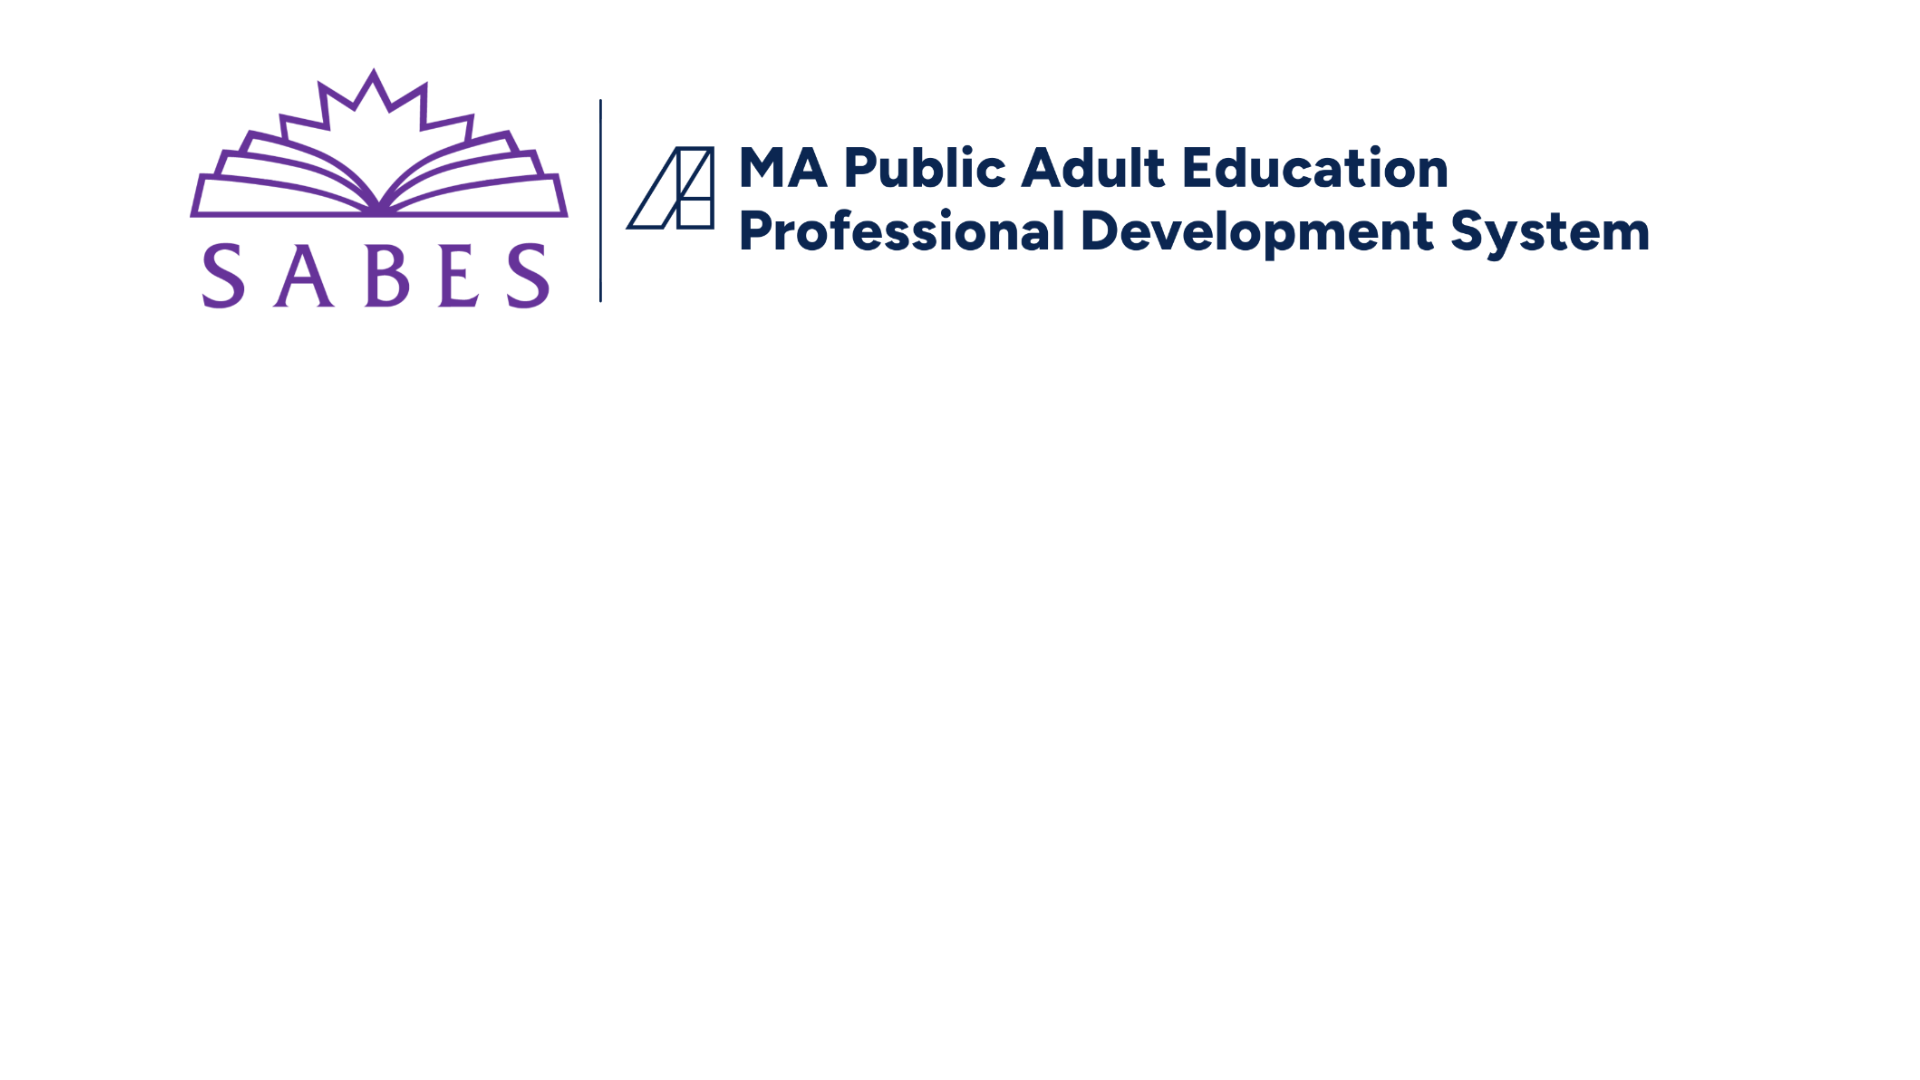 SABES
MA Public Adult Education
Professional Development System